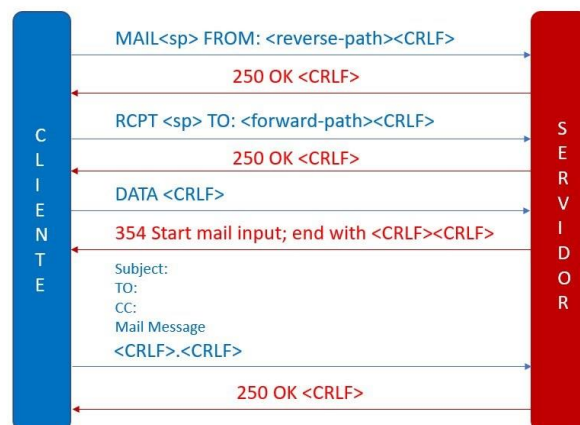 CLIENTE
MAIL<sp> FROM: <reverse-path><CRLF>
250 OK <CRLF>
RCPT <sp> TO: <forward-path><CRLF>
250 OK <CRLF>
DATA <CRLF>
354 Start mail input; end with <CRLF><CRLF>
Subject:
TO:
CC:
Mail Message
<CRLF>.<CRLF>
250 OK <CRLF>
SERVIDOR